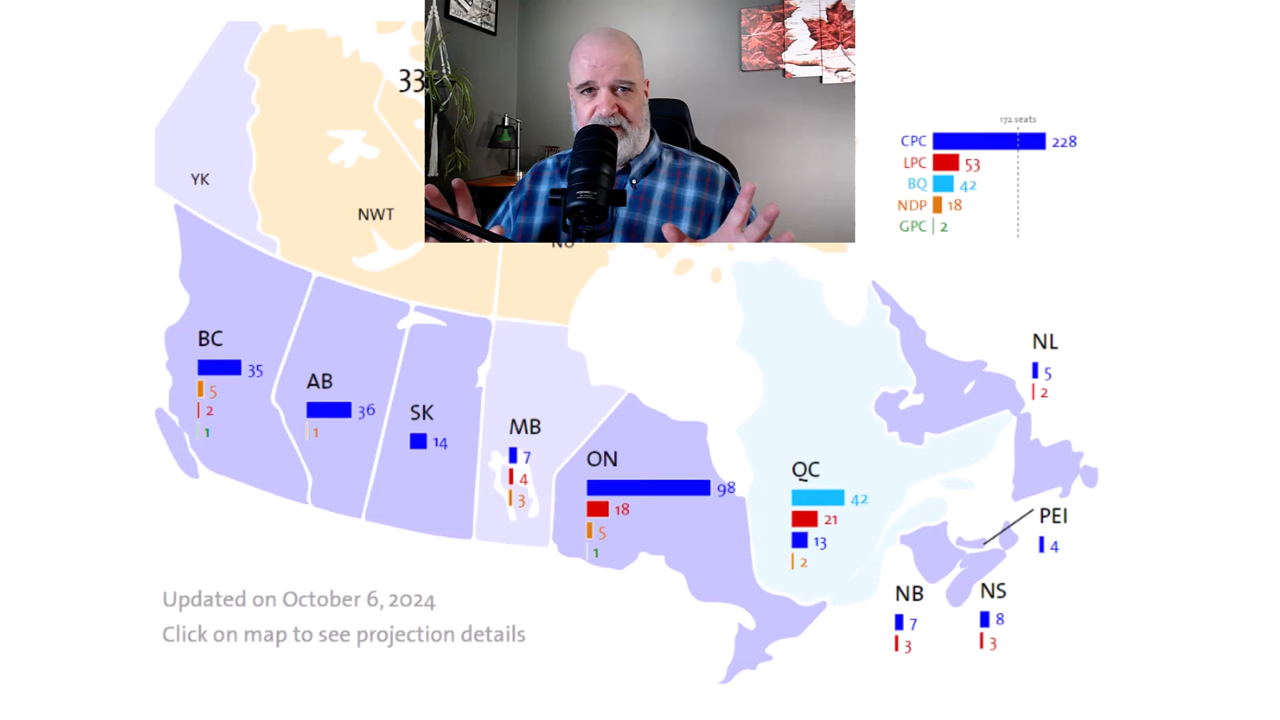 33
172 seats
CPC 228
LPC 53
BQ 42
NDP 18
GPC 2
YK
NWT
BC
35
5
2
1
AB
36
1
SK
14
MB
7
4
3
ON
98
18
5
1
QC
42
21
13
2
NL
5
2
PEI
4
NB
7
3
NS
8
3
Updated on October 6, 2024
Click on map to see projection details